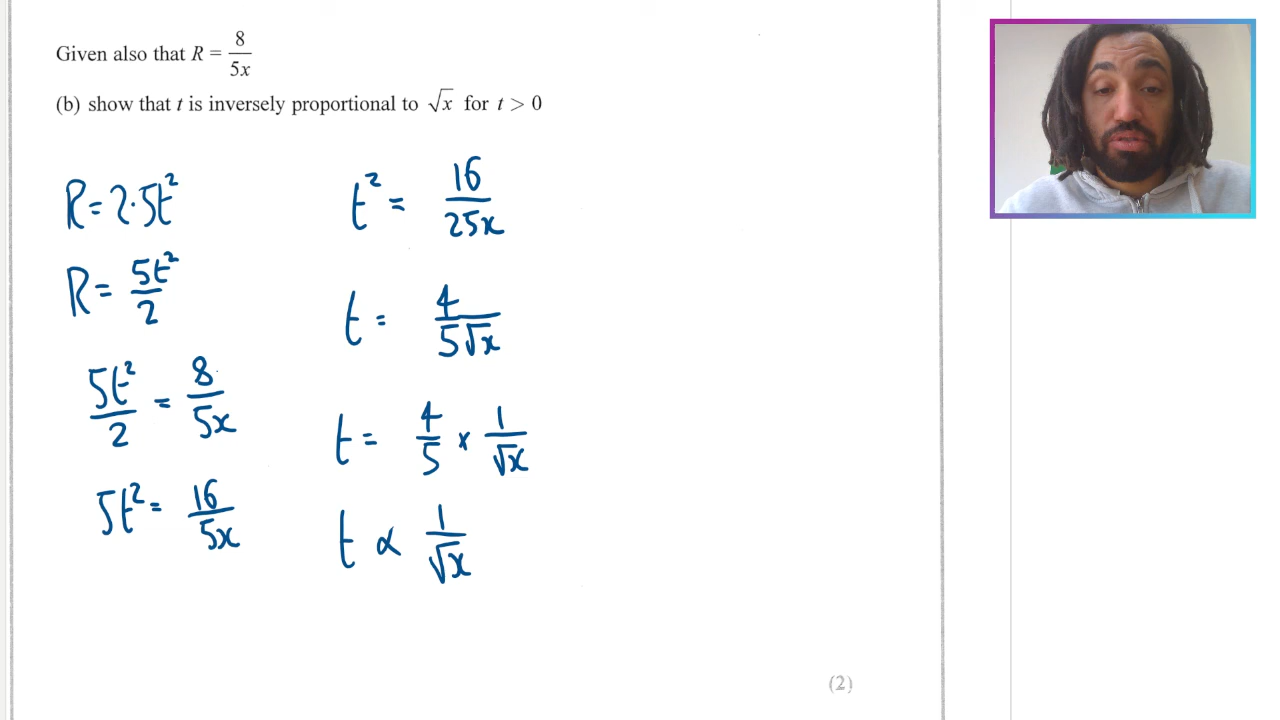 Given also that R = 8/5x
(b) show that t is inversely proportional to √x for t > 0
R = 2·5t²
R = 5t²/2
5t²/2 = 8/5x
5t² = 16/5x
t² = 16/25x
t = 4/5√x
t = 4/5 × 1/√x
t ∝ 1/√x
(2)